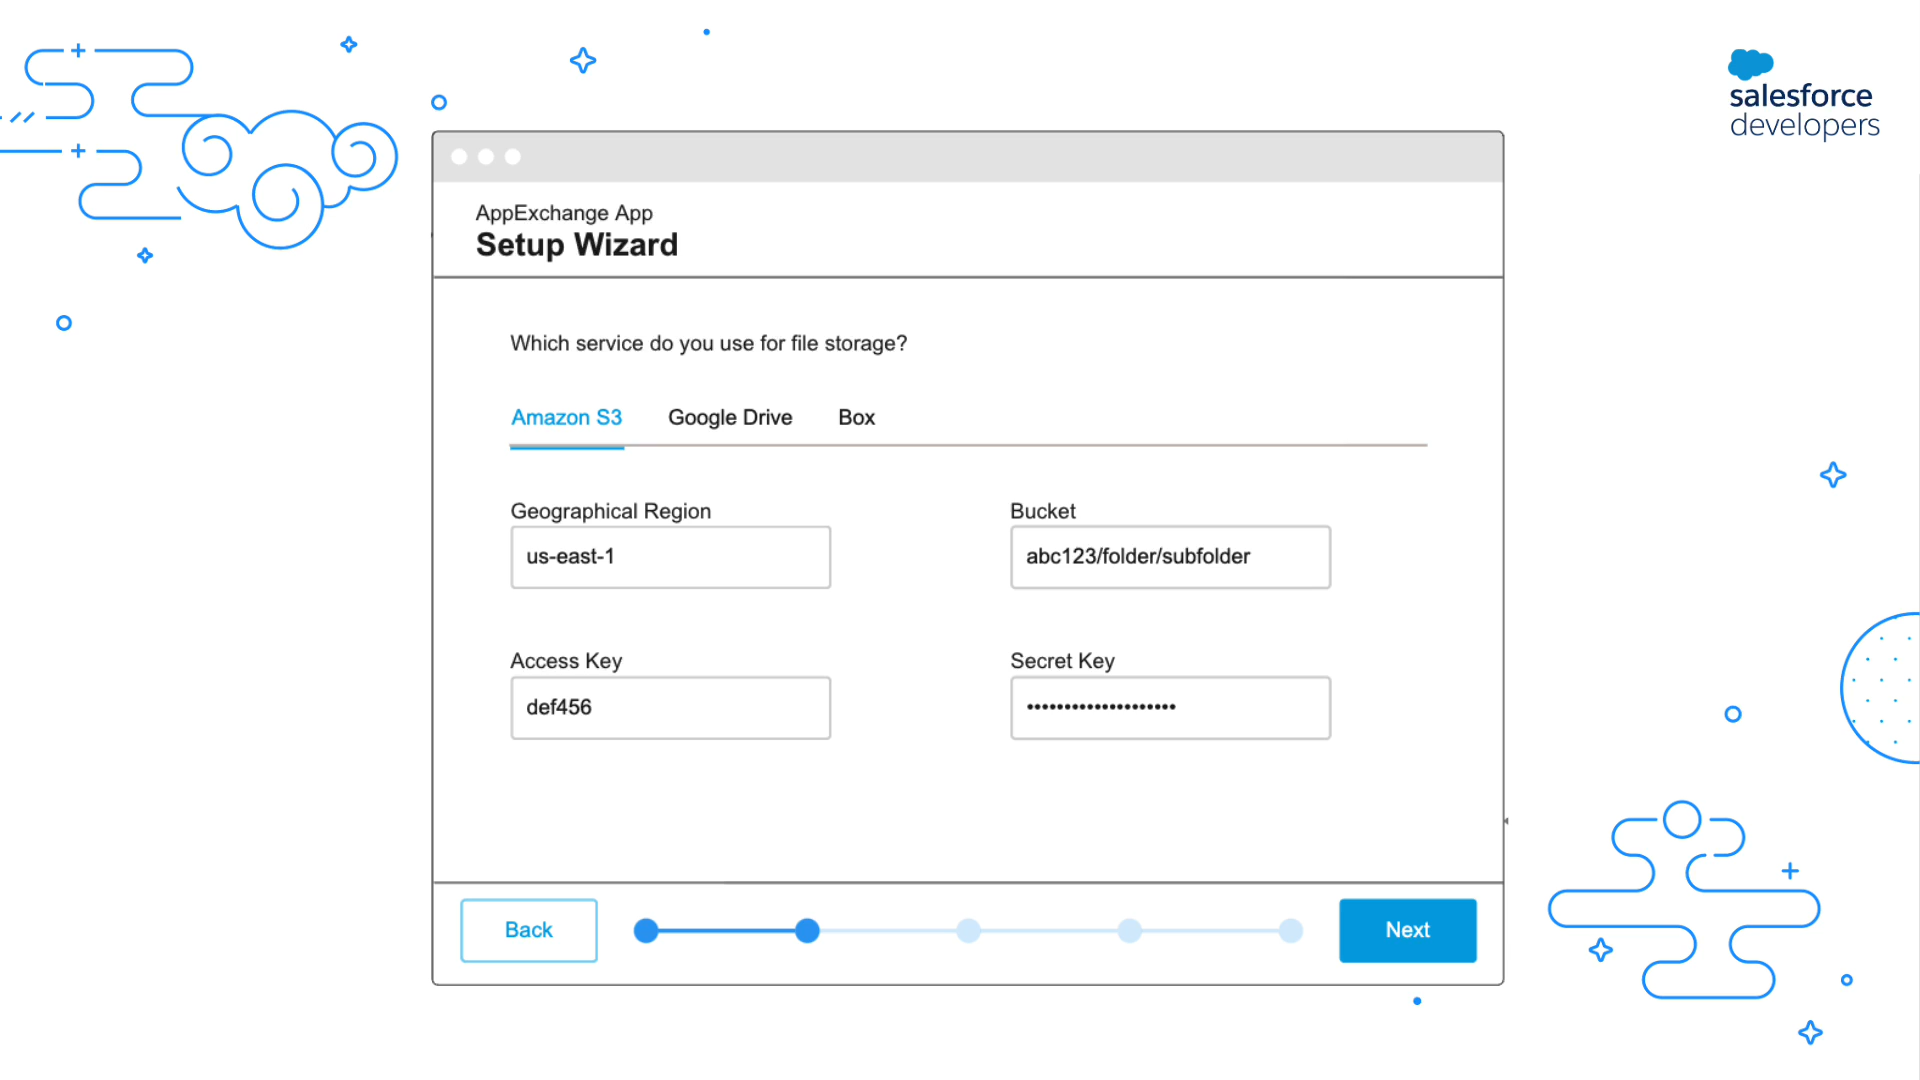 salesforce
developers
AppExchange App
Setup Wizard
Which service do you use for file storage?
Amazon S3 Google Drive Box
Geographical Region Bucket
us-east-1 abc123/folder/subfolder
Access Key Secret Key
def456 ••••••••••••••••••••
Back Next